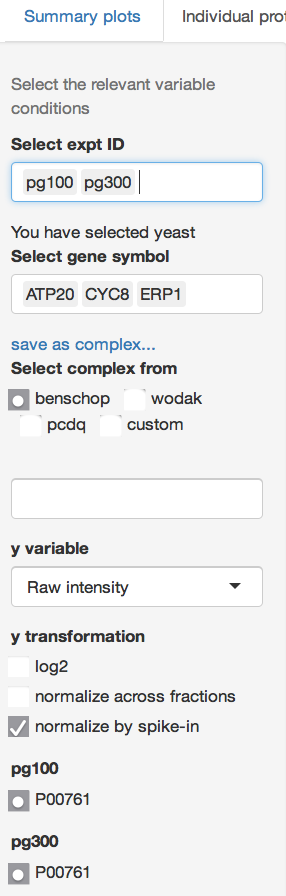 Summary plots Individual prot
Select the relevant variable
conditions
Select expt ID
pg100 pg300
You have selected yeast
Select gene symbol
ATP20 CYC8 ERP1
save as complex...
Select complex from
benschop wodak
pcdq custom
y variable
Raw intensity
y transformation
log2
normalize across fractions
normalize by spike-in
pg100
P00761
pg300
P00761